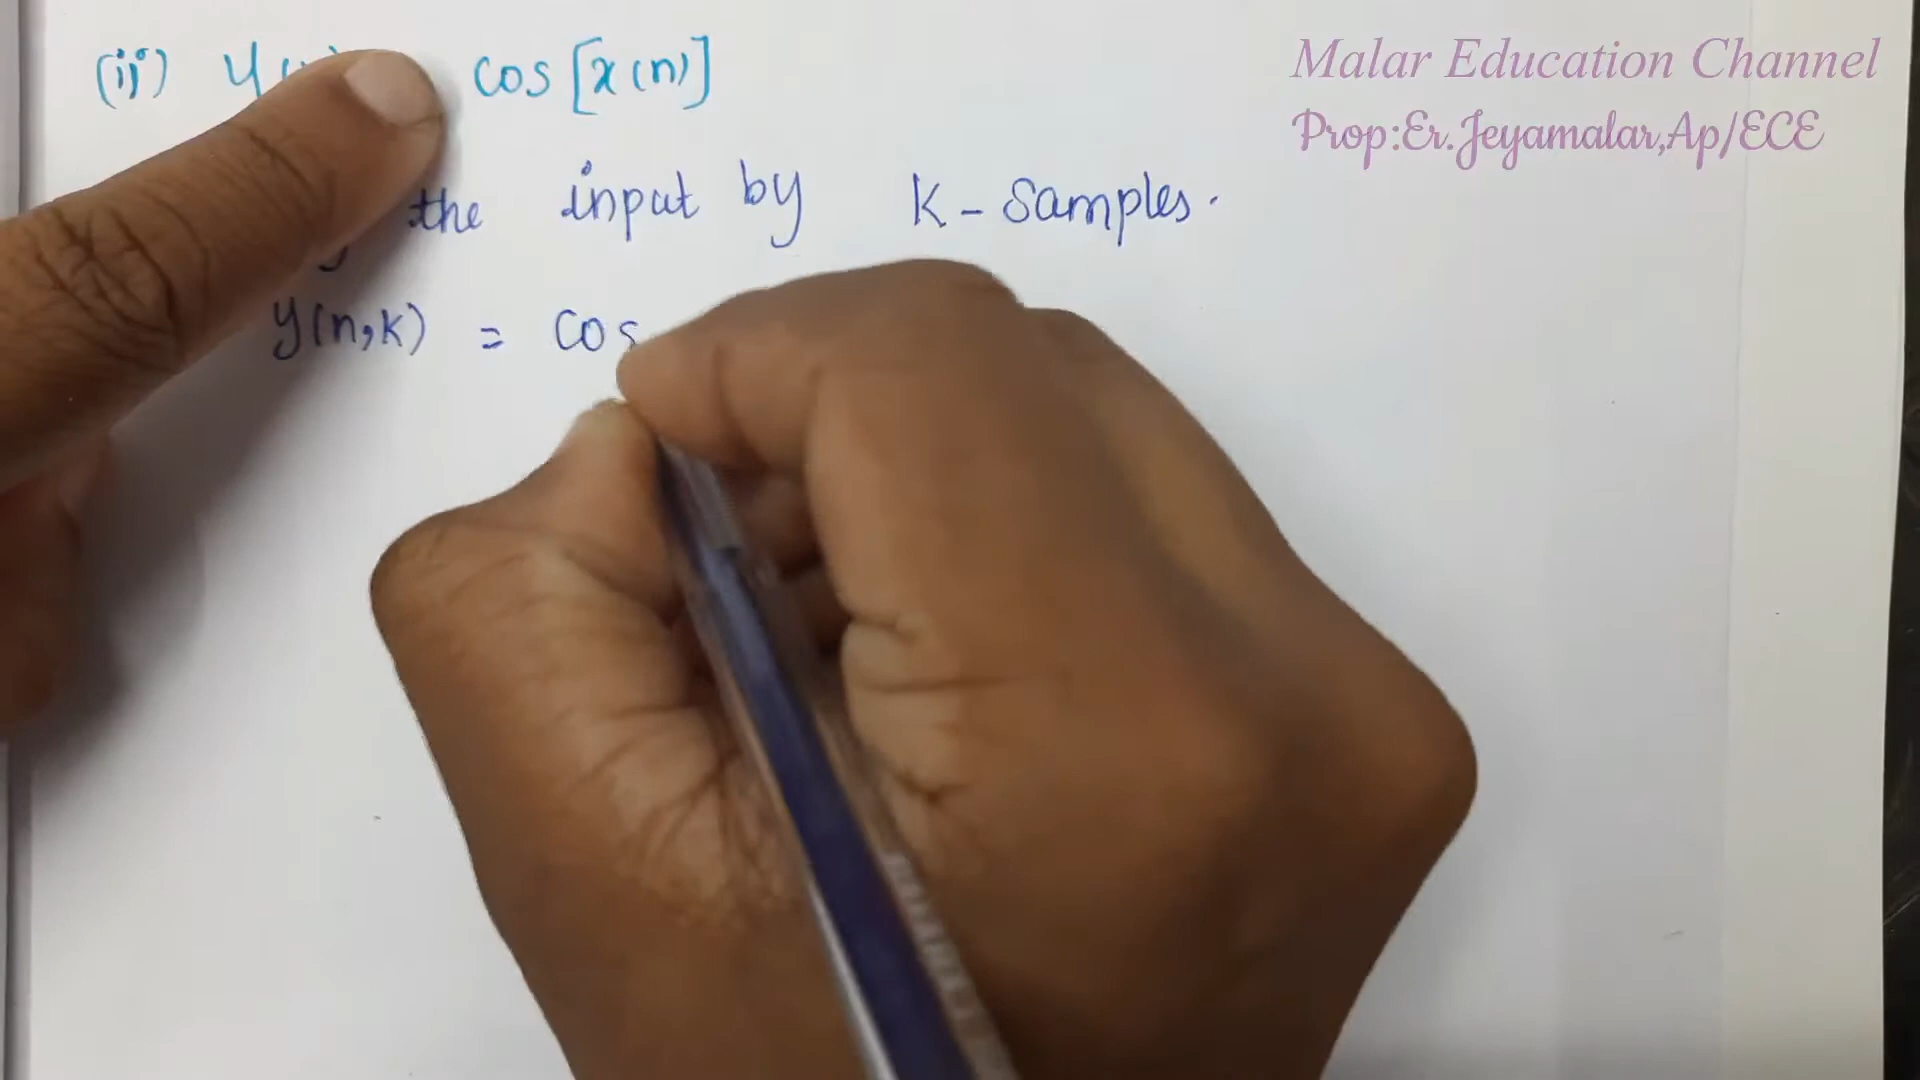 (ii) y cos [x(n)]
Malar Education Channel
Prop:Er.Jeyamalar,Ap/ECE
the input by K - Samples.
y(n,k) = cos